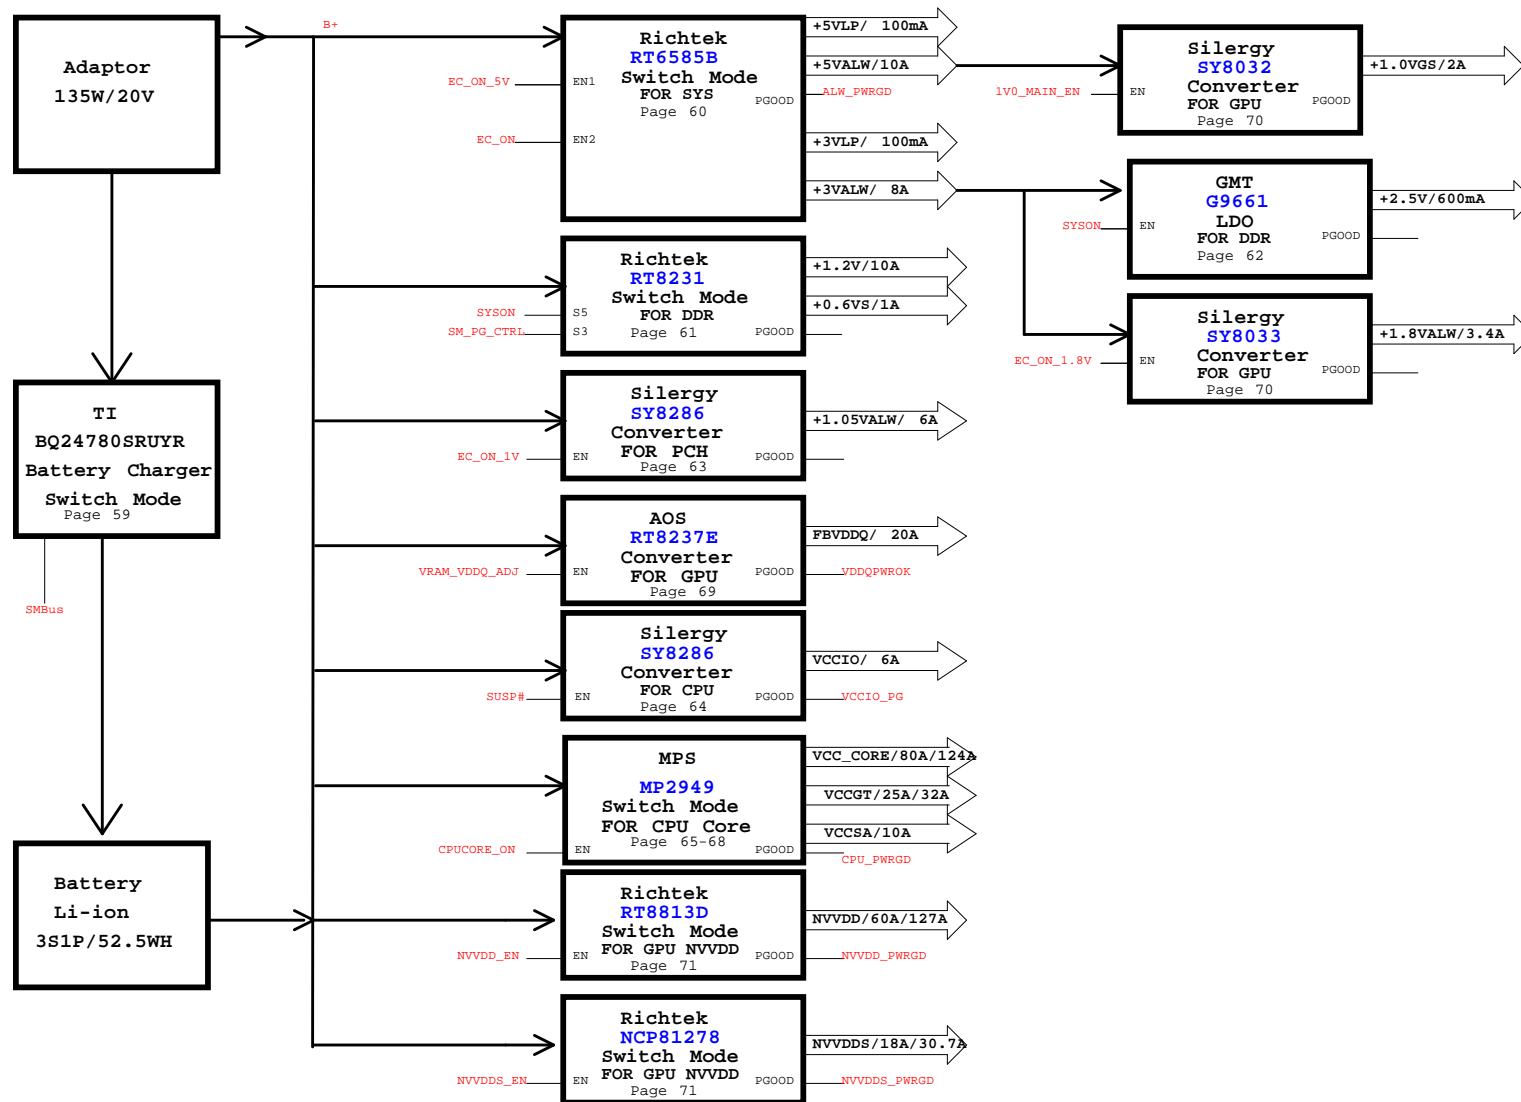 Adaptor
135W/20V
TI
BQ24780SRUYR
Battery Charger
Switch Mode
Page 59
SMBus
Battery
Li-ion
3S1P/52.5WH
B+
Richtek
RT6585B
Switch Mode
FOR SYS
Page 60
EC_ON_5V
EN1
EC_ON
EN2
PGOOD
+5VLP/ 100mA
+5VALW/10A
ALW_PWRGD
+3VLP/ 100mA
+3VALW/ 8A
Silergy
SY8032
Converter
FOR GPU
Page 70
1V0_MAIN_EN
EN
PGOOD
+1.0VGS/2A
GMT
G9661
LDO
FOR DDR
Page 62
SYSON
EN
PGOOD
+2.5V/600mA
Silergy
SY8033
Converter
FOR GPU
Page 70
EC_ON_1.8V
EN
PGOOD
+1.8VALW/3.4A
Richtek
RT8231
Switch Mode
FOR DDR
Page 61
SYSON
S5
SM_PG_CTRL
S3
PGOOD
+1.2V/10A
+0.6VS/1A
Silergy
SY8286
Converter
FOR PCH
Page 63
EC_ON_1V
EN
PGOOD
+1.05VALW/ 6A
AOS
RT8237E
Converter
FOR GPU
Page 69
VRAM_VDDQ_ADJ
EN
PGOOD
FBVDDQ/ 20A
VDDQPWROK
Silergy
SY8286
Converter
FOR CPU
Page 64
SUSP#
EN
PGOOD
VCCIO/ 6A
VCCIO_PG
MPS
MP2949
Switch Mode
FOR CPU Core
Page 65-68
CPUCORE_ON
EN
PGOOD
VCC_CORE/80A/124A
VCCGT/25A/32A
VCCSA/10A
CPU_PWRGD
Richtek
RT8813D
Switch Mode
FOR GPU NVVDD
Page 71
NVVDD_EN
EN
PGOOD
NVVDD/60A/127A
NVVDD_PWRGD
Richtek
NCP81278
Switch Mode
FOR GPU NVVDD
Page 71
NVVDDS_EN
EN
PGOOD
NVVDDS/18A/30.7A
NVVDDS_PWRGD